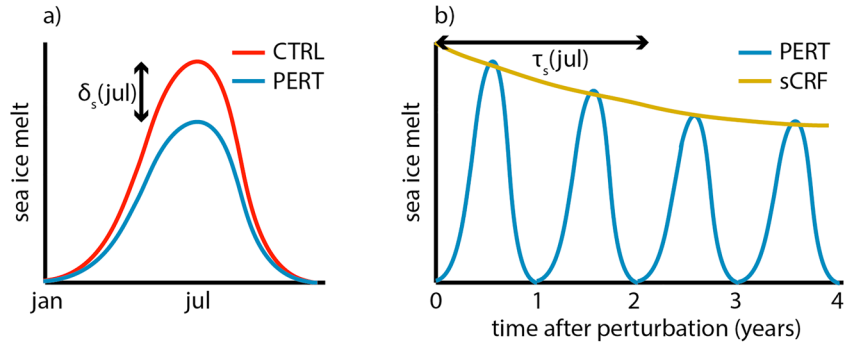 a)
CTRL
PERT
δs(jul)
sea ice melt
jan
jul
b)
τs(jul)
PERT
sCRF
sea ice melt
0
1
2
3
4
time after perturbation (years)